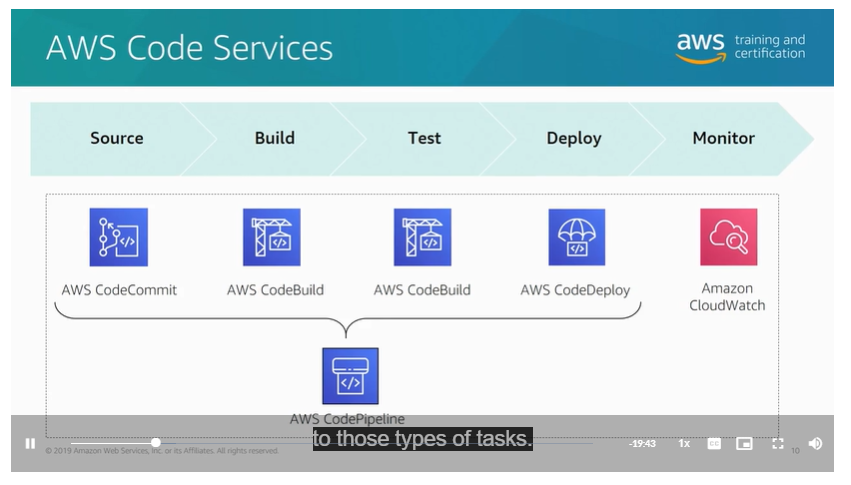 AWS Code Services
aws training and
certification
Source Build Test Deploy Monitor
AWS CodeCommit AWS CodeBuild AWS CodeBuild AWS CodeDeploy Amazon
CloudWatch
AWS CodePipeline
to those types of tasks.
-19:43 1x CC
© 2019 Amazon Web Services, Inc. or its Affiliates. All rights reserved. 10